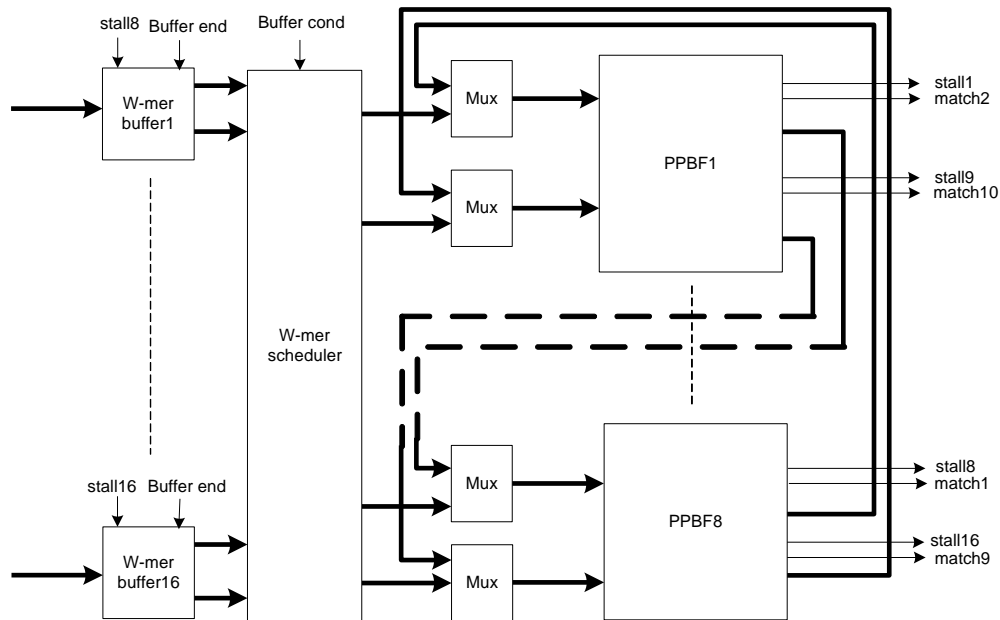 stall8
Buffer end
Buffer cond
W-mer
buffer1
Mux
Mux
PPBF1
stall1
match2
stall9
match10
W-mer
scheduler
stall16
Buffer end
W-mer
buffer16
Mux
Mux
PPBF8
stall8
match1
stall16
match9